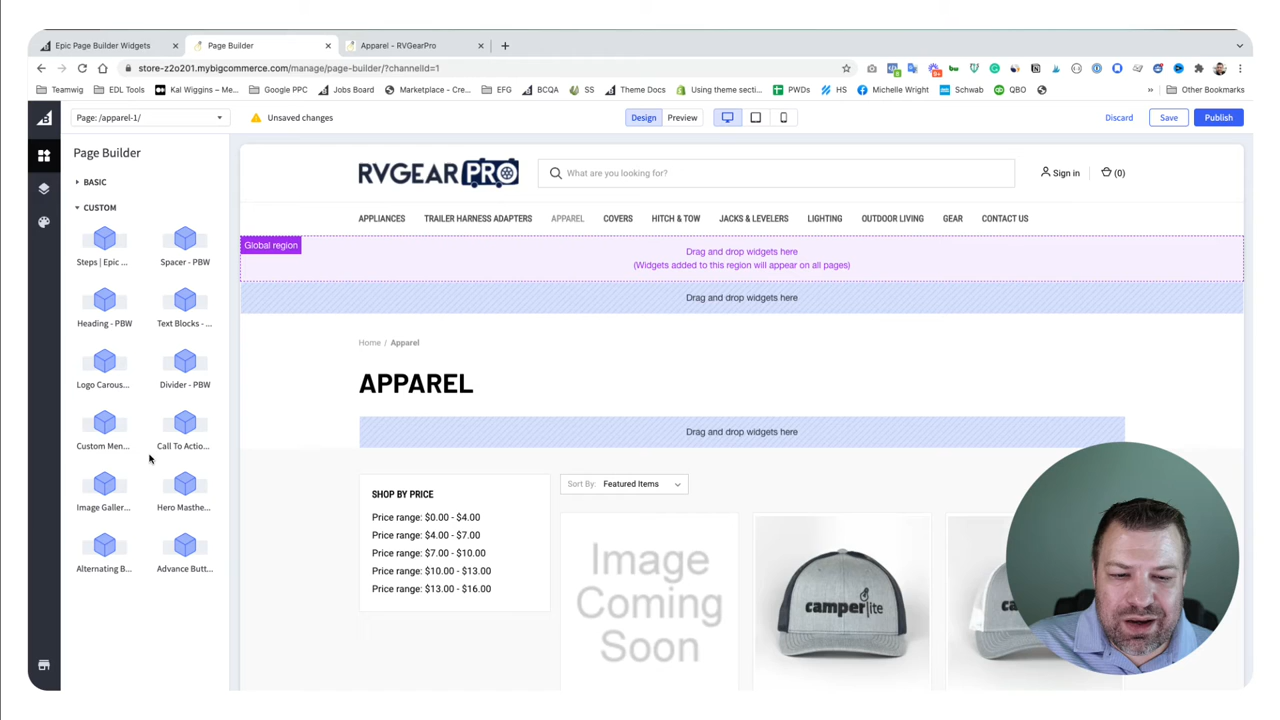 Epic Page Builder Widgets
Page Builder
Apparel - RVGearPro
store-z2o201.mybigcommerce.com/manage/page-builder/?channelId=1
Teamwig
EDL Tools
Kal Wiggins – Me...
Google PPC
Jobs Board
Marketplace - Cre...
EFG
BCQA
SS
Theme Docs
Using theme secti...
PWDs
HS
Michelle Wright
Schwab
QBO
Other Bookmarks
Page: /apparel-1/
Unsaved changes
Design
Preview
Discard
Save
Publish
Page Builder
BASIC
CUSTOM
Steps | Epic ...
Spacer - PBW
Heading - PBW
Text Blocks - ...
Logo Carous...
Divider - PBW
Custom Men...
Call To Actio...
Image Galler...
Hero Masthe...
Alternating B...
Advance Butt...
RVGEAR PRO
What are you looking for?
Sign in
(0)
APPLIANCES
TRAILER HARNESS ADAPTERS
APPAREL
COVERS
HITCH & TOW
JACKS & LEVELERS
LIGHTING
OUTDOOR LIVING
GEAR
CONTACT US
Global region
Drag and drop widgets here
(Widgets added to this region will appear on all pages)
Drag and drop widgets here
Home / Apparel
APPAREL
Drag and drop widgets here
SHOP BY PRICE
Price range: $0.00 - $4.00
Price range: $4.00 - $7.00
Price range: $7.00 - $10.00
Price range: $10.00 - $13.00
Price range: $13.00 - $16.00
Sort By: Featured Items
Image
Coming
Soon
camperlite